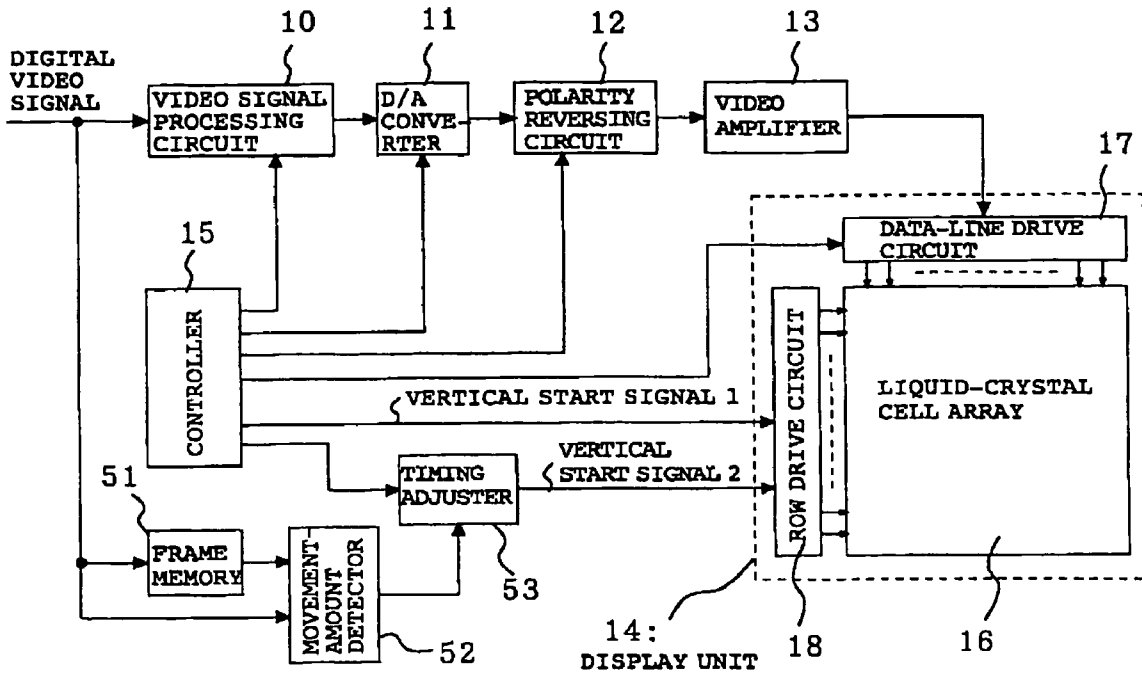 10
11
12
13
DIGITAL
VIDEO
SIGNAL
VIDEO SIGNAL
PROCESSING
CIRCUIT
D/A
CONVE-
RTER
POLARITY
REVERSING
CIRCUIT
VIDEO
AMPLIFIER
17
DATA-LINE DRIVE
CIRCUIT
15
CONTROLLER
ROW DRIVE CIRCUIT
LIQUID-CRYSTAL
CELL ARRAY
VERTICAL START SIGNAL 1
VERTICAL
START SIGNAL 2
TIMING
ADJUSTER
51
FRAME
MEMORY
MOVEMENT-
AMOUNT
DETECTOR
53
52
14:
DISPLAY UNIT
18
16